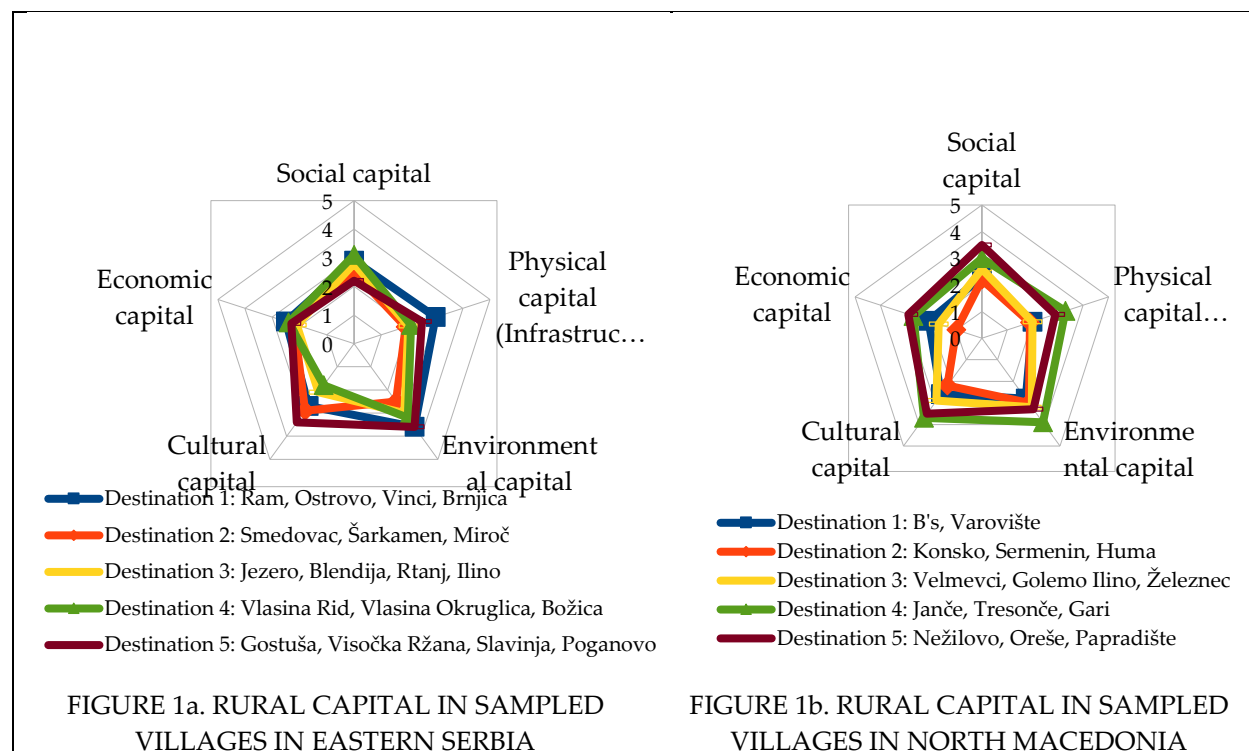 Social capital
5
4
3
2
1
0
Physical
capital
(Infrastruc…
Environment
al capital
Cultural
capital
Economic
capital
Destination 1: Ram, Ostrovo, Vinci, Brnjica
Destination 2: Smedovac, Šarkamen, Miroč
Destination 3: Jezero, Blendija, Rtanj, Ilino
Destination 4: Vlasina Rid, Vlasina Okruglica, Božica
Destination 5: Gostuša, Visočka Ržana, Slavinja, Poganovo
FIGURE 1a. RURAL CAPITAL IN SAMPLED
VILLAGES IN EASTERN SERBIA
Social
capital
5
4
3
2
1
0
Physical
capital…
Environme
ntal capital
Cultural
capital
Economic
capital
Destination 1: B's, Varovište
Destination 2: Konsko, Sermenin, Huma
Destination 3: Velmevci, Golemo Ilino, Železnec
Destination 4: Janče, Tresonče, Gari
Destination 5: Nežilovo, Oreše, Papradište
FIGURE 1b. RURAL CAPITAL IN SAMPLED
VILLAGES IN NORTH MACEDONIA